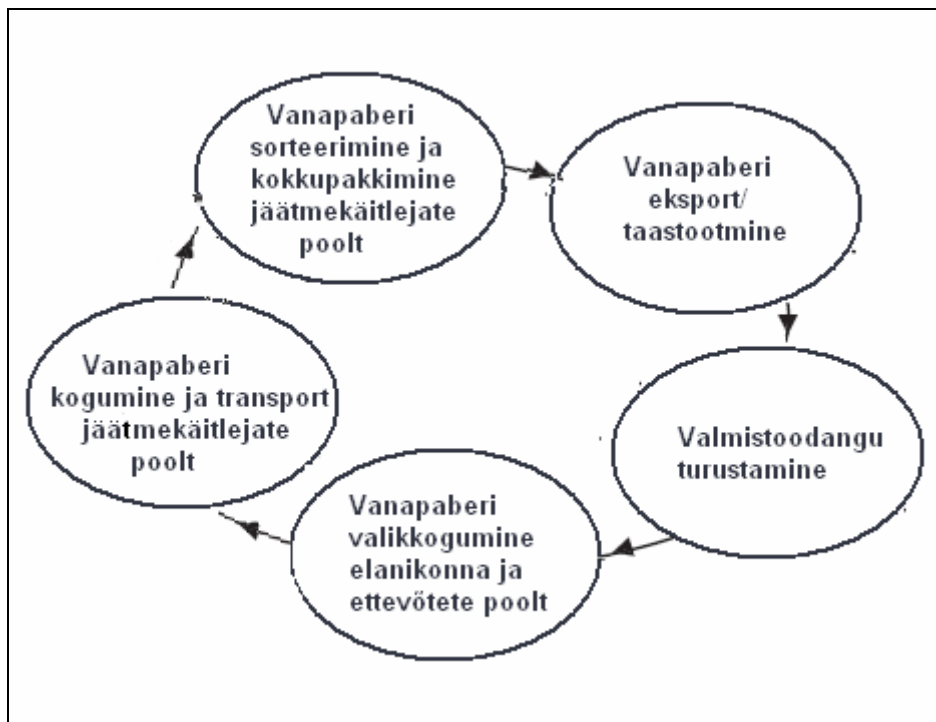 Vanapaberi
sorteerimine ja
kokkupakkimine
jäätmekäitlejate
poolt
Vanapaberi
eksport/
taastootmine
Valmistoodangu
turustamine
Vanapaberi
valikkogumine
elanikonna ja
ettevõtete poolt
Vanapaberi
kogumine ja transport
jäätmekäitlejate
poolt